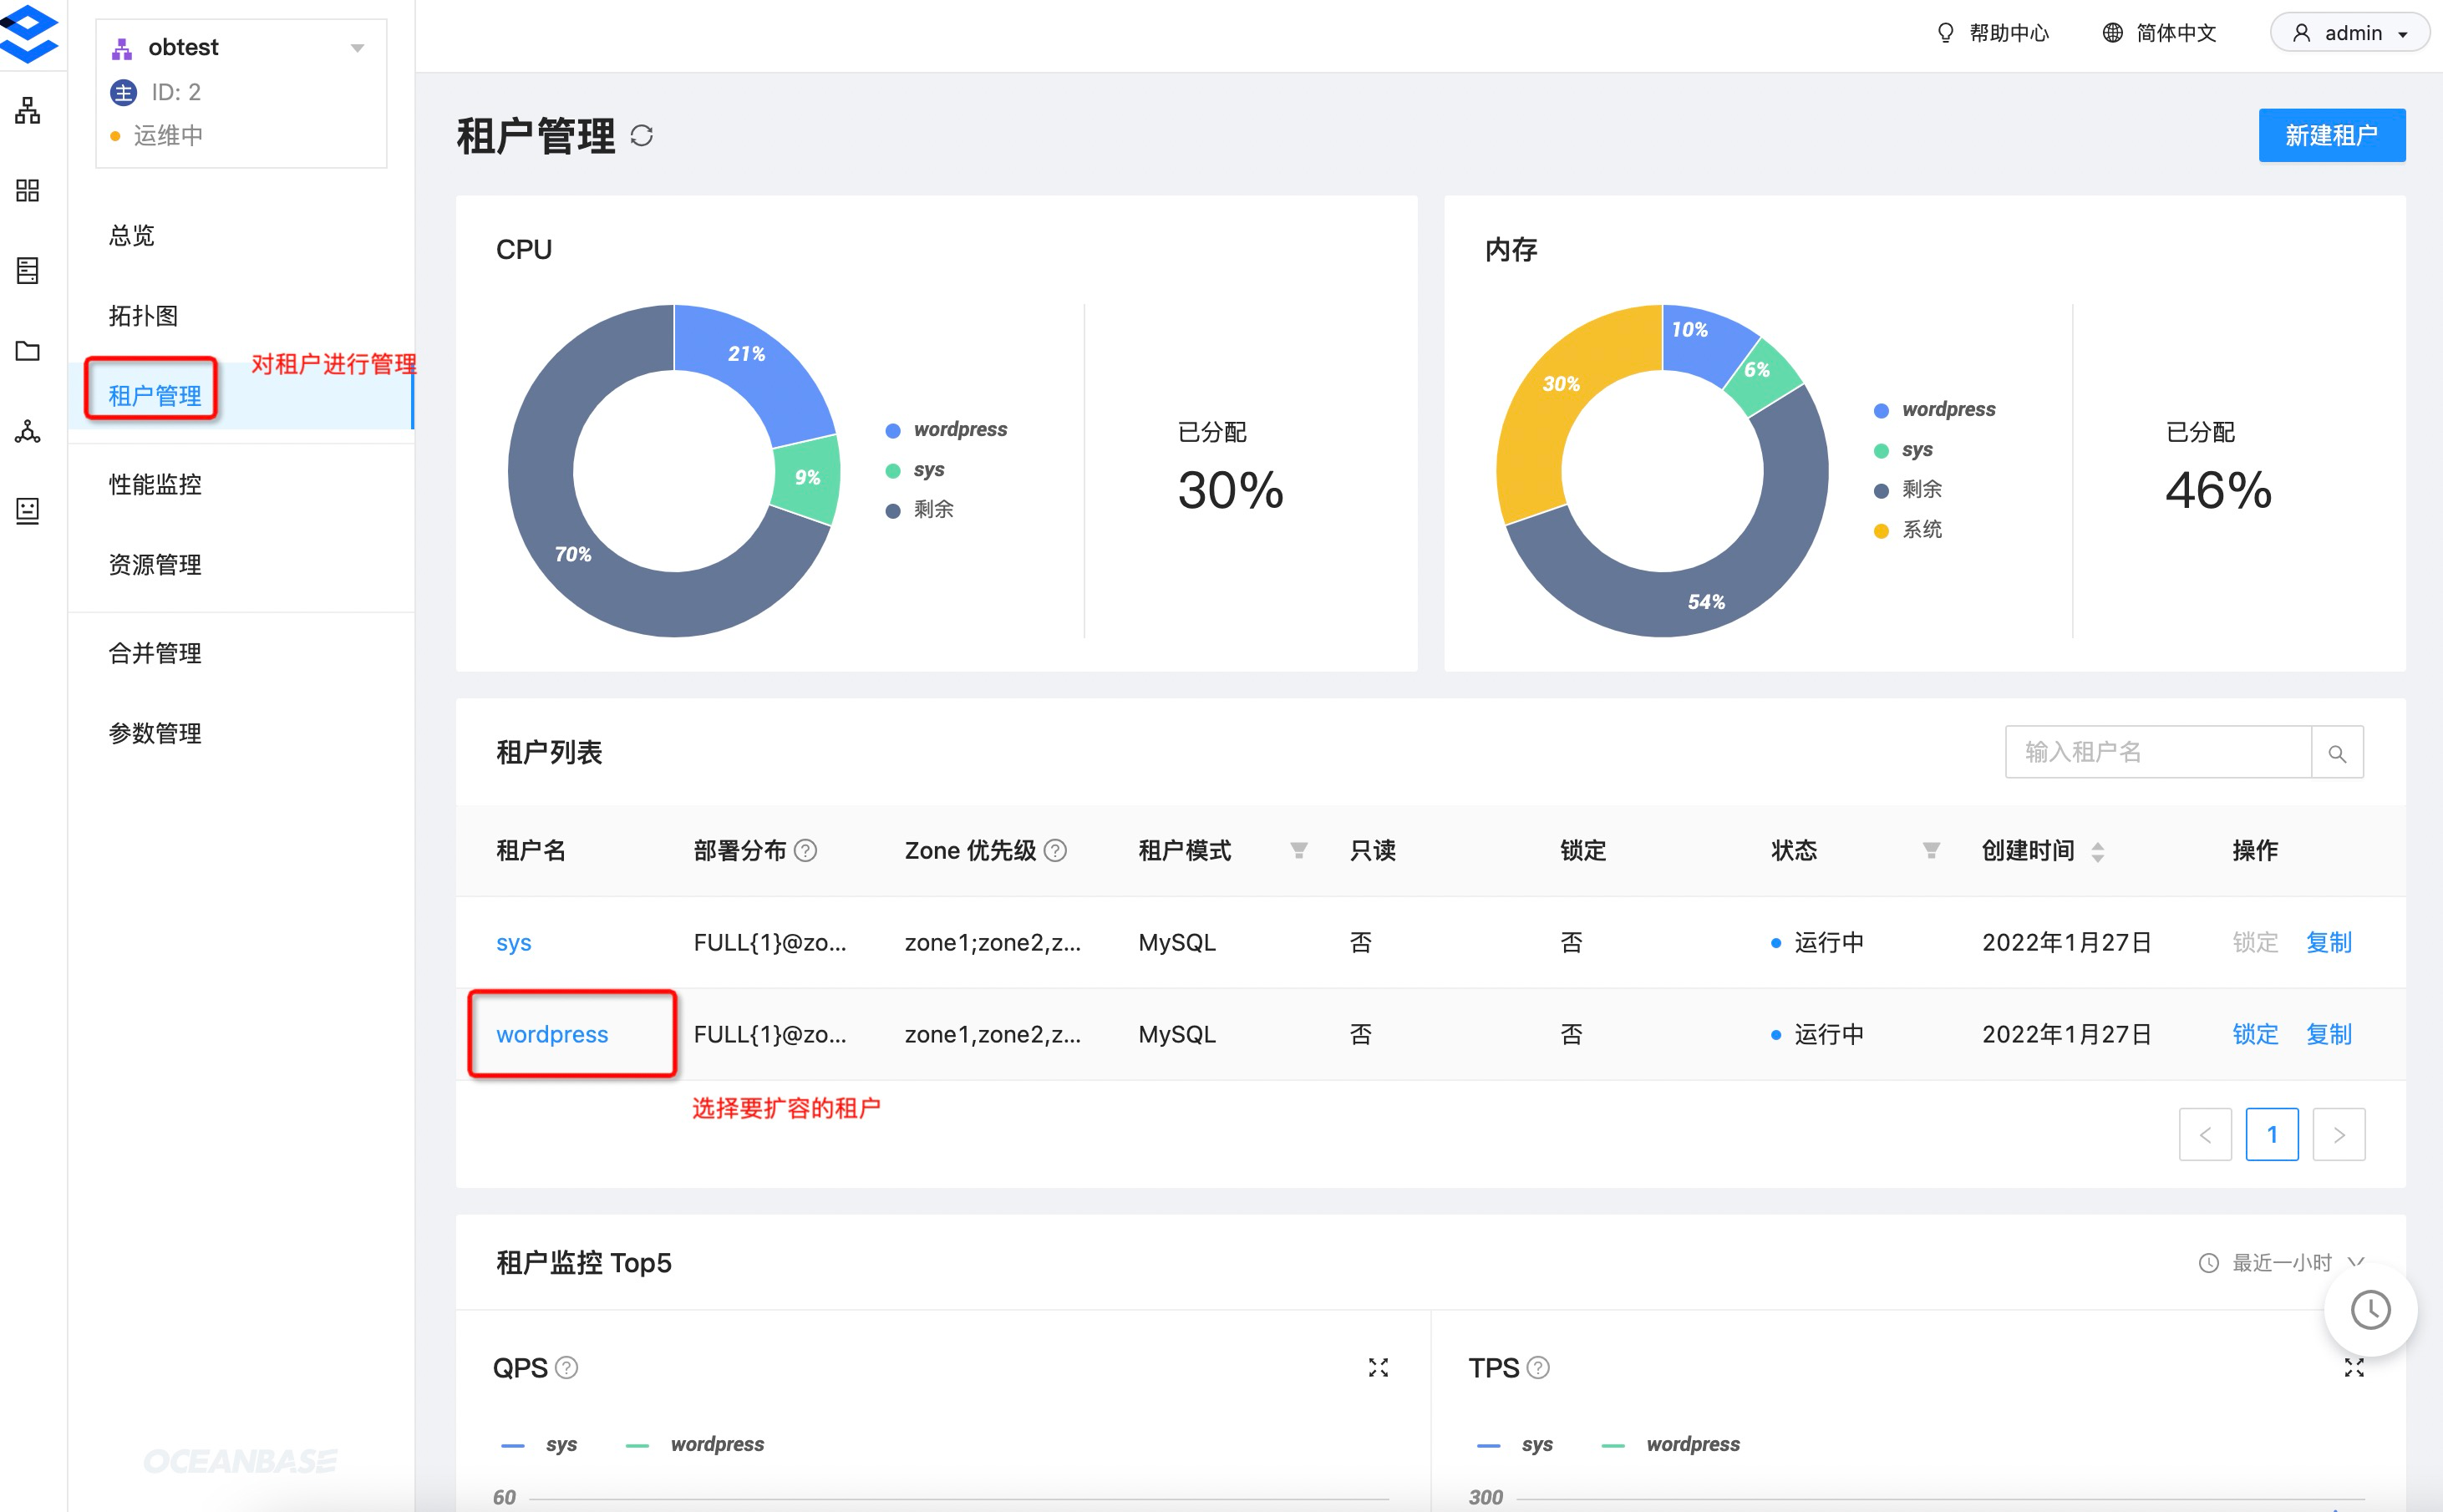 帮助中心
简体中文
admin
obtest
主 ID: 2
运维中
总览
拓扑图
对租户进行管理
租户管理
性能监控
资源管理
合并管理
参数管理
OCEANBASE
租户管理
新建租户
CPU
21%
9%
70%
wordpress
sys
剩余
已分配
30%
内存
10%
6%
30%
54%
wordpress
sys
剩余
系统
已分配
46%
租户列表
输入租户名
租户名 部署分布 Zone 优先级 租户模式 只读 锁定 状态 创建时间 操作
sys FULL{1}@zo... zone1;zone2,z... MySQL 否 否 运行中 2022年1月27日 锁定 复制
wordpress FULL{1}@zo... zone1,zone2,z... MySQL 否 否 运行中 2022年1月27日 锁定 复制
选择要扩容的租户
< 1 >
租户监控 Top5
最近一小时
QPS
sys wordpress
60
TPS
sys wordpress
300